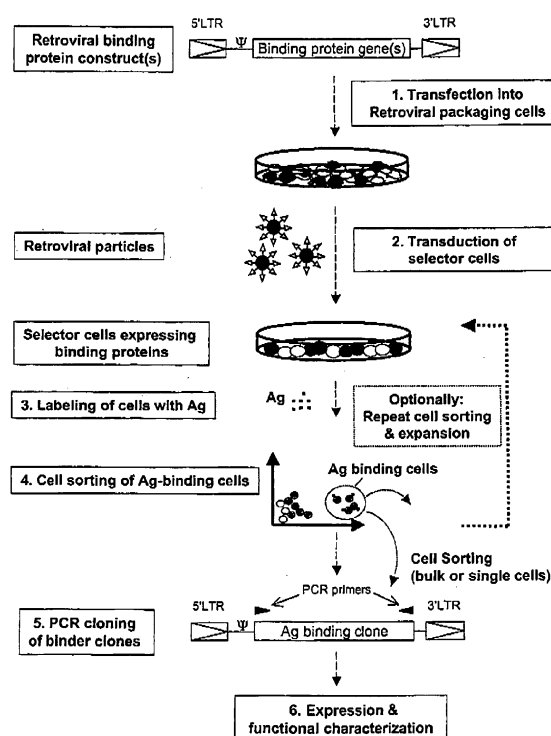 5'LTR
3'LTR
Retroviral binding
protein construct(s)
Ψ
Binding protein gene(s)
1. Transfection into
Retroviral packaging cells
Retroviral particles
2. Transduction of
selector cells
Selector cells expressing
binding proteins
3. Labeling of cells with Ag
Ag
Optionally:
Repeat cell sorting
& expansion
4. Cell sorting of Ag-binding cells
Ag binding cells
Cell Sorting
(bulk or single cells)
PCR primers
5'LTR
3'LTR
5. PCR cloning
of binder clones
Ψ
Ag binding clone
6. Expression &
functional characterization